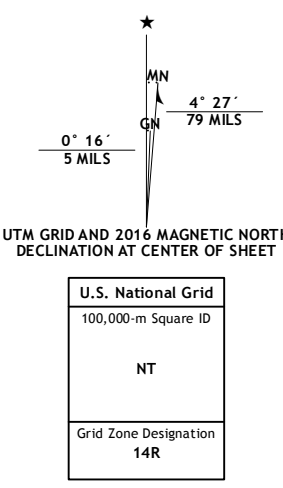 ★
MN
4° 27´
79 MILS
GN
0° 16´
5 MILS
UTM GRID AND 2016 MAGNETIC NORTH
DECLINATION AT CENTER OF SHEET
U.S. National Grid
100,000-m Square ID
NT
Grid Zone Designation
14R